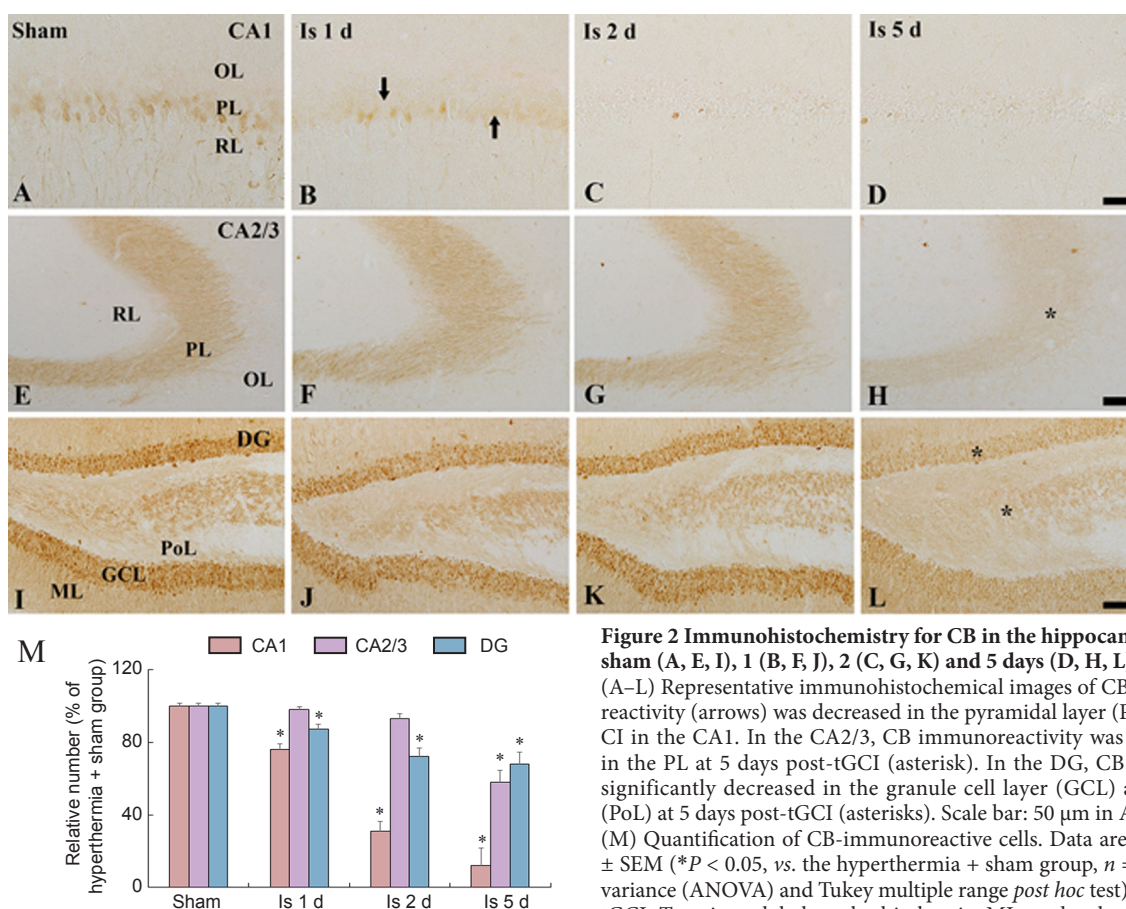 Sham CA1 Is 1 d Is 2 d Is 5 d
OL
PL
RL
A B C D
CA2/3
RL
PL
OL
E F G H
DG
PoL
GCL
ML
I J K L
M
CA1 CA2/3 DG
Relative number (% of
hyperthermia + sham group)
120
80
40
0
* *
* *
* * *
Sham Is 1 d Is 2 d Is 5 d
Figure 2 Immunohistochemistry for CB in the
sham (A, E, I), 1 (B, F, J), 2 (C, G, K) and 5 days (D, H, L)
(A–L) Representative immunohistochemical images of CB
reactivity (arrows) was decreased in the pyramidal layer
CI in the CA1. In the CA2/3, CB immunoreactivity was
in the PL at 5 days post-tGCI (asterisk). In the DG, CB
significantly decreased in the granule cell layer (GCL)
(PoL) at 5 days post-tGCI (asterisks). Scale bar: 50 μm in
(M) Quantification of CB-immunoreactive cells. Data are
± SEM (*P < 0.05, vs. the hyperthermia + sham group, n =
variance (ANOVA) and Tukey multiple range post hoc test)